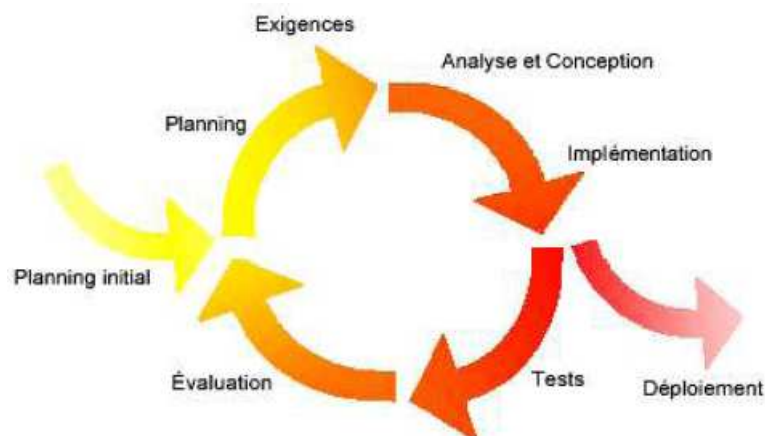 Exigences
Analyse et Conception
Planning
Implémentation
Planning initial
Évaluation
Tests
Déploiement